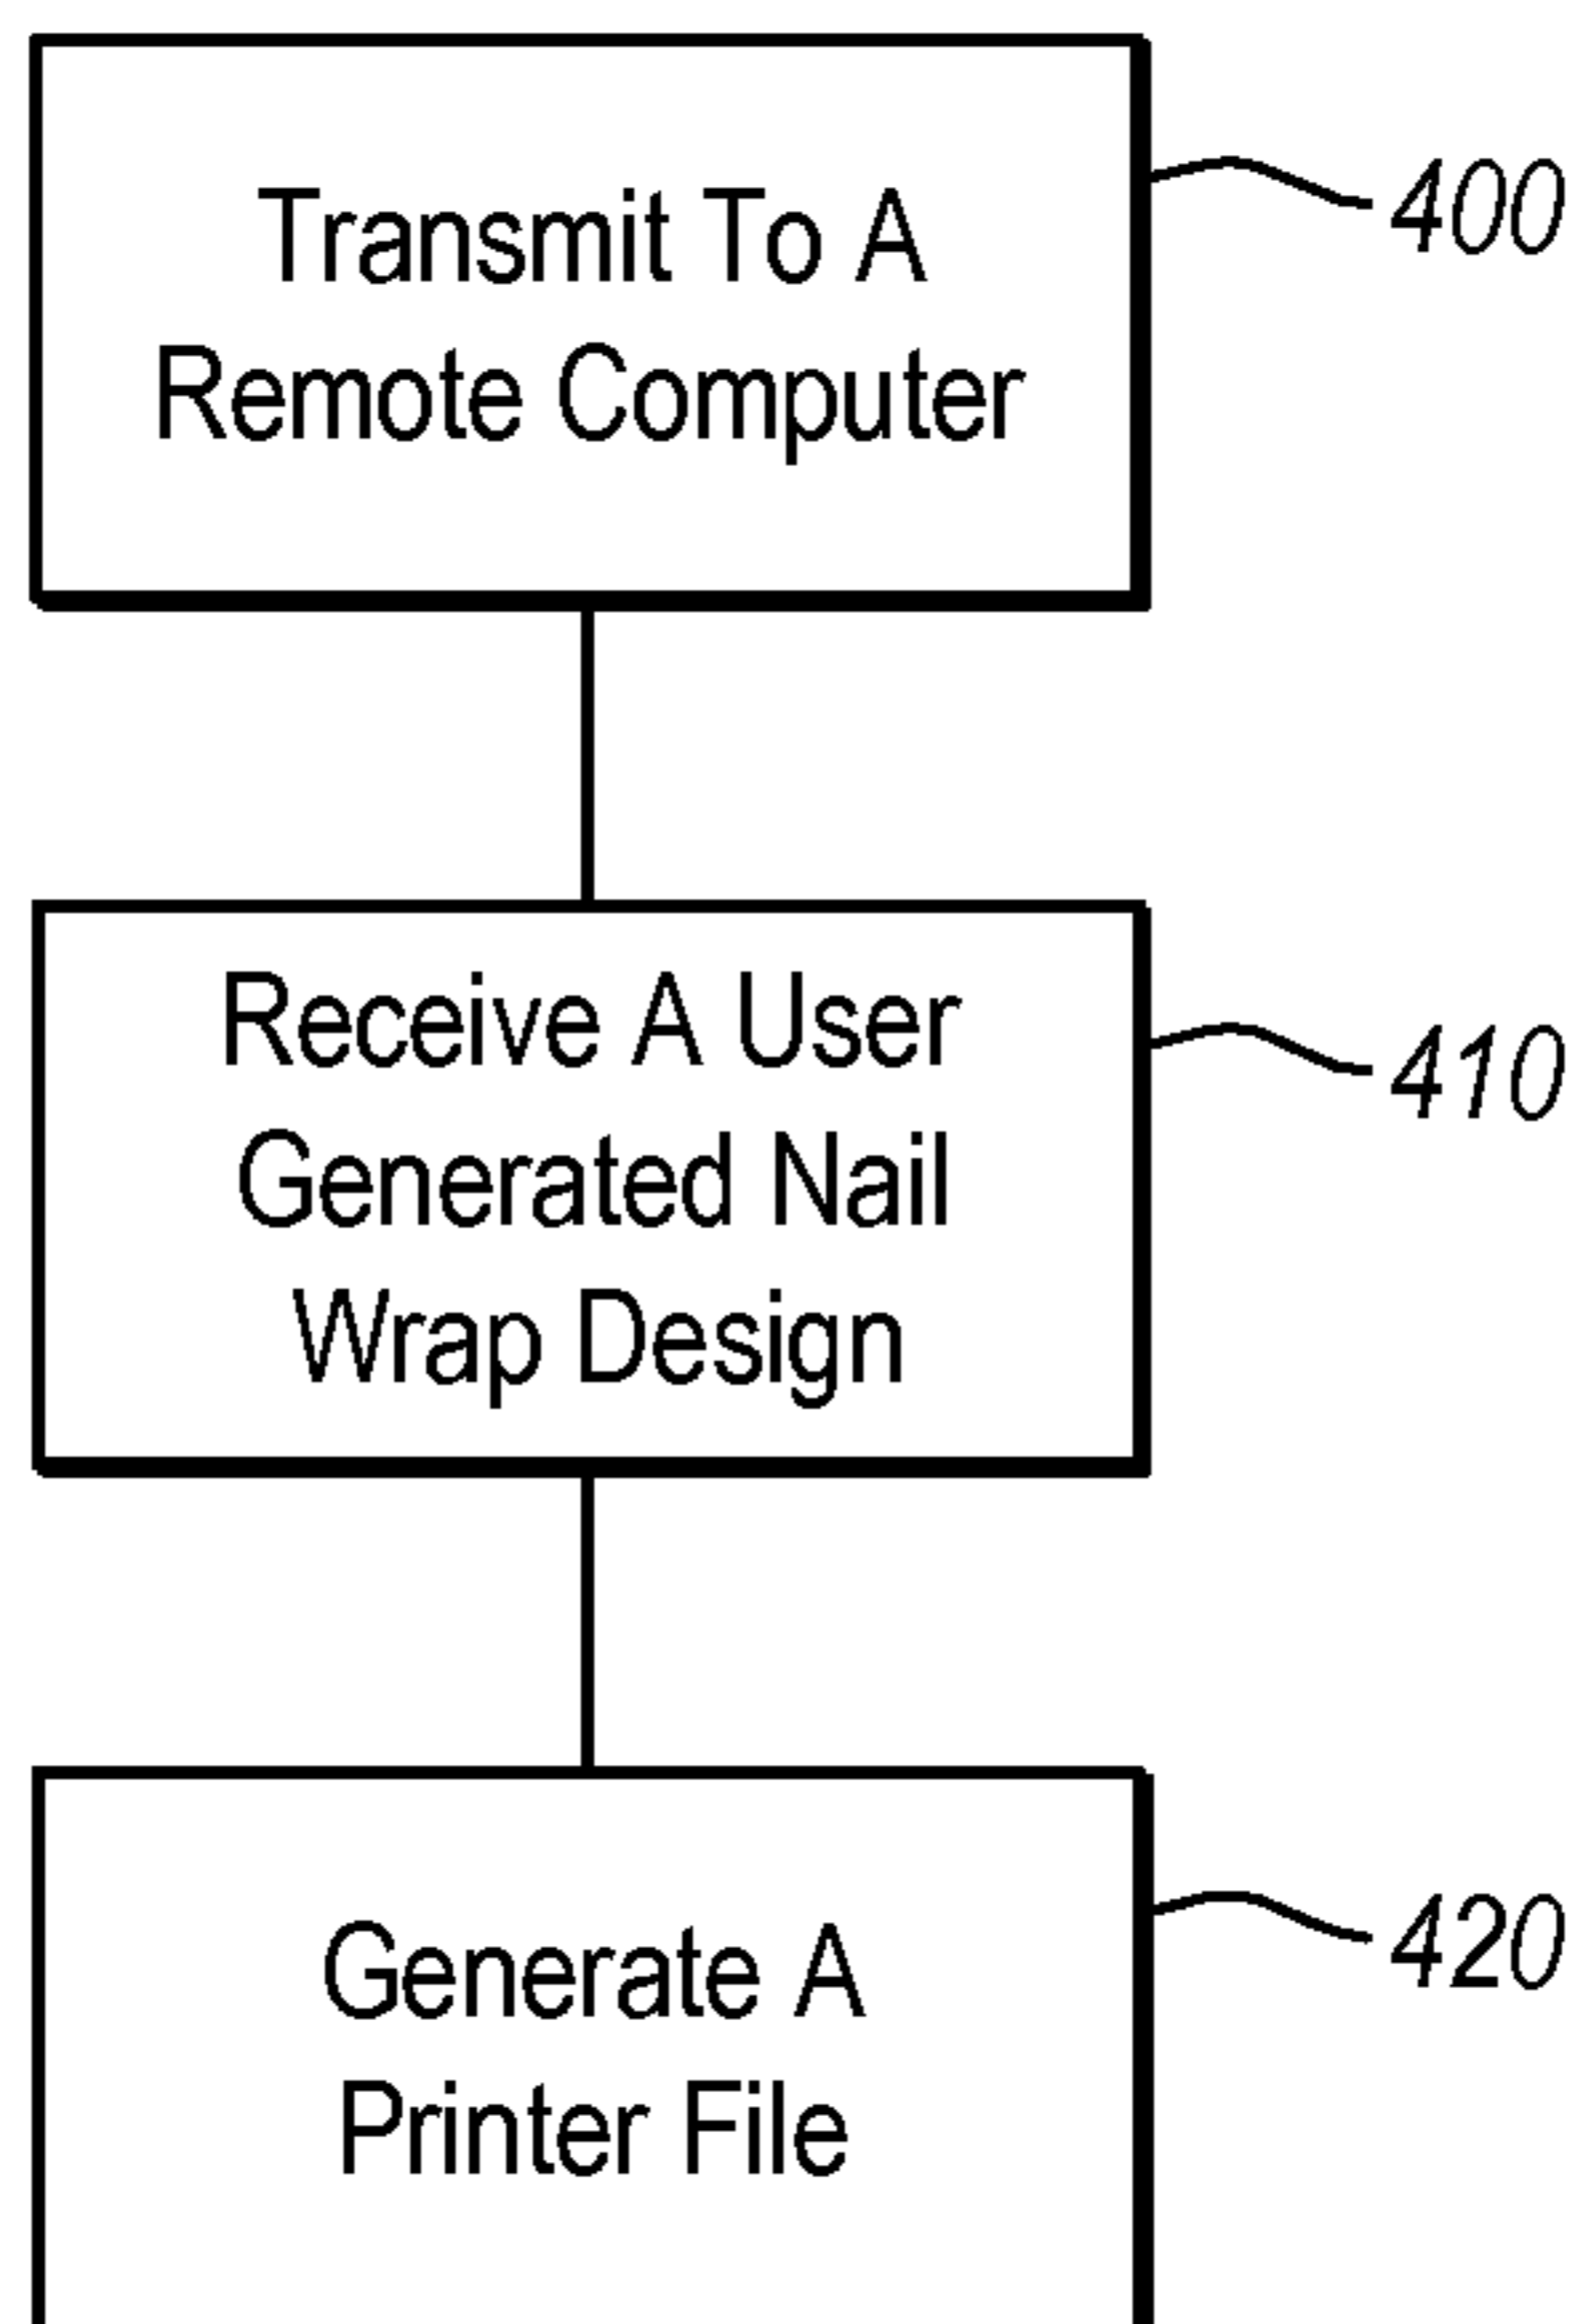 Transmit To A
Remote Computer
400
Receive A User
Generated Nail
Wrap Design
410
Generate A
Printer File
420